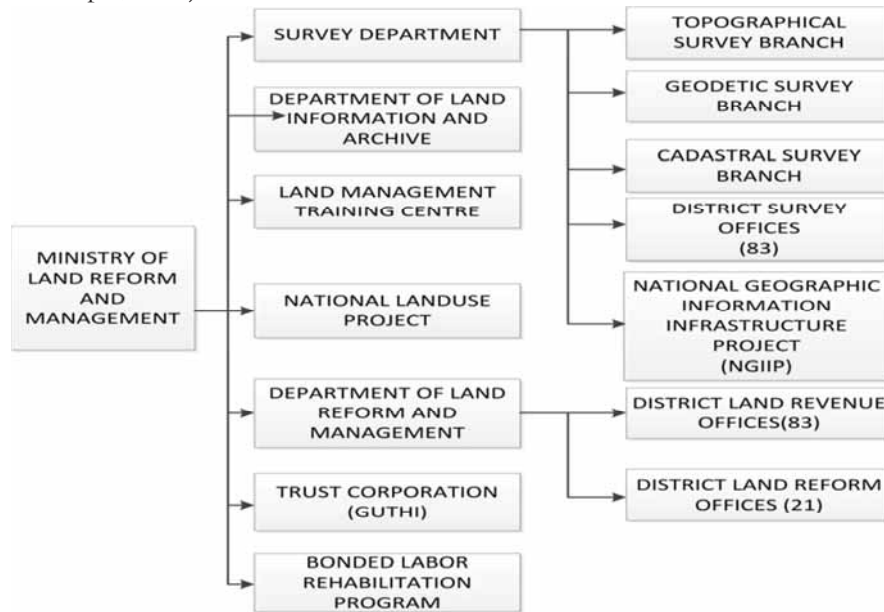 SURVEY DEPARTMENT
DEPARTMENT OF LAND
INFORMATION AND
ARCHIVE
LAND MANAGEMENT
TRAINING CENTRE
MINISTRY OF
LAND REFORM
AND
MANAGEMENT
NATIONAL LANDUSE
PROJECT
DEPARTMENT OF LAND
REFORM AND
MANAGEMENT
TRUST CORPORATION
(GUTHI)
BONDED LABOR
REHABILITATION
PROGRAM
TOPOGRAPHICAL
SURVEY BRANCH
GEODETIC SURVEY
BRANCH
CADASTRAL SURVEY
BRANCH
DISTRICT SURVEY
OFFICES
(83)
NATIONAL GEOGRAPHIC
INFORMATION
INFRASTRUCTURE
PROJECT
(NGIIP)
DISTRICT LAND REVENUE
OFFICES(83)
DISTRICT LAND REFORM
OFFICES (21)